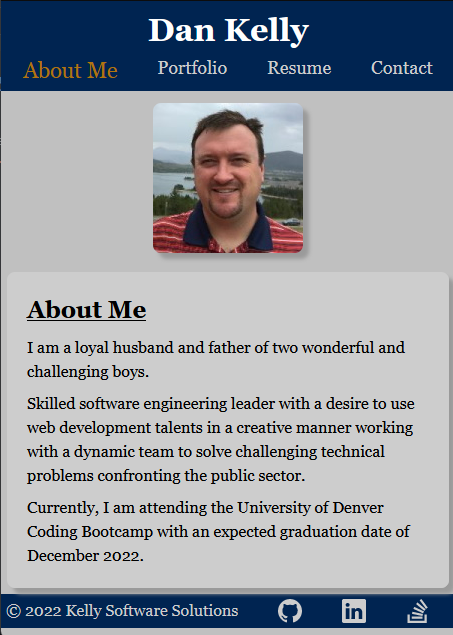 Dan Kelly
About Me Portfolio Resume Contact
About Me
I am a loyal husband and father of two wonderful and
challenging boys.
Skilled software engineering leader with a desire to use
web development talents in a creative manner working
with a dynamic team to solve challenging technical
problems confronting the public sector.
Currently, I am attending the University of Denver
Coding Bootcamp with an expected graduation date of
December 2022.
© 2022 Kelly Software Solutions in